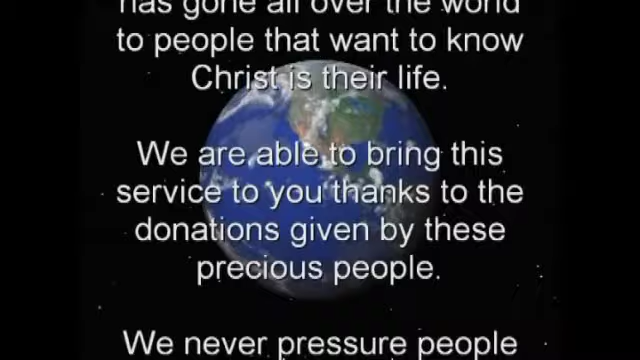 has gone all over the world
to people that want to know
Christ is their life.
We are able to bring this
service to you thanks to the
donations given by these
precious people.
We never pressure people